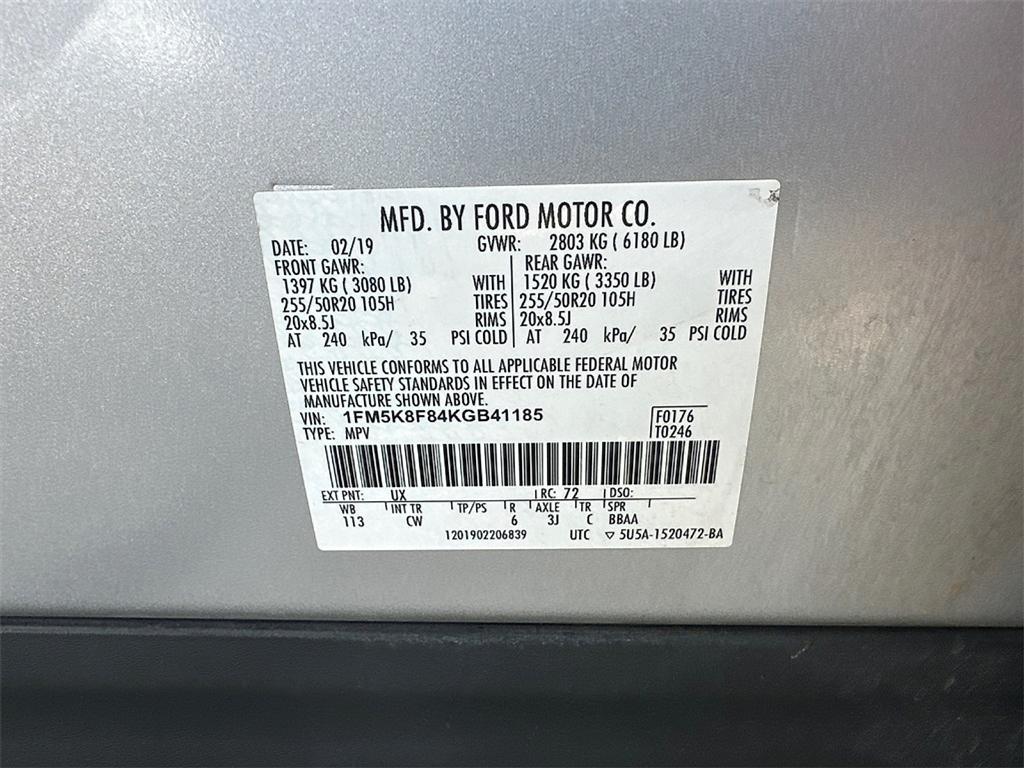 MFD. BY FORD MOTOR CO.
DATE: 02/19 GVWR: 2803 KG ( 6180 LB)
FRONT GAWR: REAR GAWR:
1397 KG ( 3080 LB) WITH 1520 KG ( 3350 LB) WITH
255/50R20 105H TIRES 255/50R20 105H TIRES
20x8.5J RIMS 20x8.5J RIMS
AT 240 kPa/ 35 PSI COLD AT 240 kPa/ 35 PSI COLD
THIS VEHICLE CONFORMS TO ALL APPLICABLE FEDERAL MOTOR
VEHICLE SAFETY STANDARDS IN EFFECT ON THE DATE OF
MANUFACTURE SHOWN ABOVE.
VIN: 1FM5K8F84KGB41185 F0176
TYPE: MPV T0246
EXT PNT: UX RC: 72 DSO:
WB INT TR TP/PS R AXLE TR SPR
113 CW 6 3J C BBAA
1201902206839 UTC ▽ 5U5A-1520472-BA